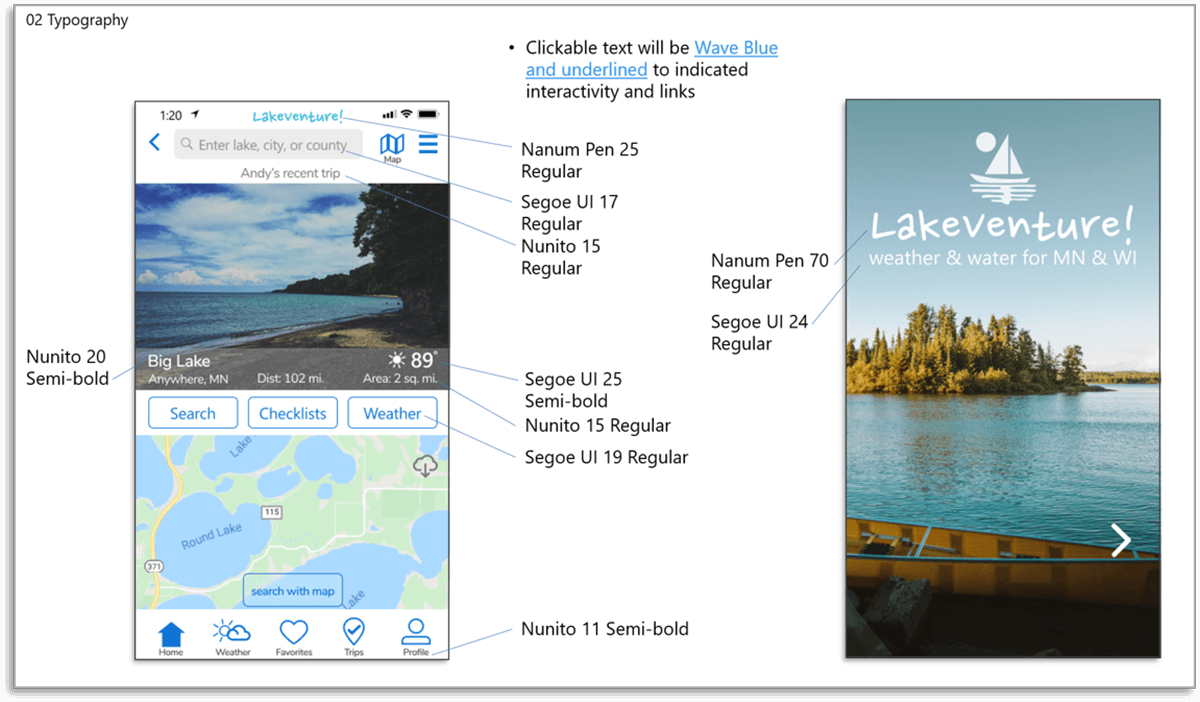 02 Typography
• Clickable text will be Wave Blue
and underlined to indicated
interactivity and links
1:20
Lakeventure!
Enter lake, city, or county
Map
Andy's recent trip
Big Lake
89°
Anywhere, MN
Dist: 102 mi.
Area: 2 sq. mi.
Search
Checklists
Weather
Lake
115
Round Lake
371
search with map
Lake
Home
Weather
Favorites
Trips
Profile
Nunito 20
Semi-bold
Nanum Pen 25
Regular
Segoe UI 17
Regular
Nunito 15
Regular
Segoe UI 25
Semi-bold
Nunito 15 Regular
Segoe UI 19 Regular
Nunito 11 Semi-bold
Nanum Pen 70
Regular
Segoe UI 24
Regular
Lakeventure!
weather & water for MN & WI